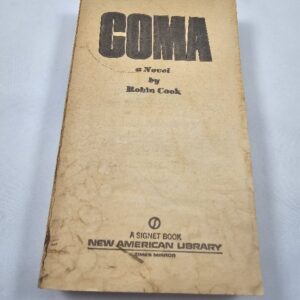 COMA
a Novel
by
Robin Cook
A SIGNET BOOK
NEW AMERICAN LIBRARY
TIMES MIRROR